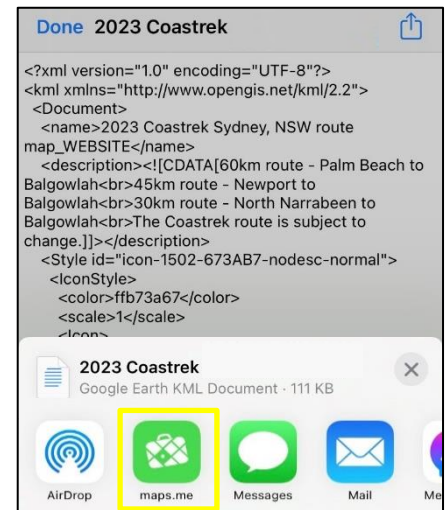 Done 2023 Coastrek
<?xml version="1.0" encoding="UTF-8"?>
<kml xmlns="http://www.opengis.net/kml/2.2">
<Document>
<name>2023 Coastrek Sydney, NSW route
map_WEBSITE</name>
<description><![CDATA[60km route - Palm Beach to
Balgowlah<br>45km route - Newport to
Balgowlah<br>30km route - North Narrabeen to
Balgowlah<br>The Coastrek route is subject to
change.]]></description>
<Style id="icon-1502-673AB7-nodesc-normal">
<IconStyle>
<color>ffb73a67</color>
<scale>1</scale>
<Icon>
2023 Coastrek
Google Earth KML Document · 111 KB
AirDrop maps.me Messages Mail Me